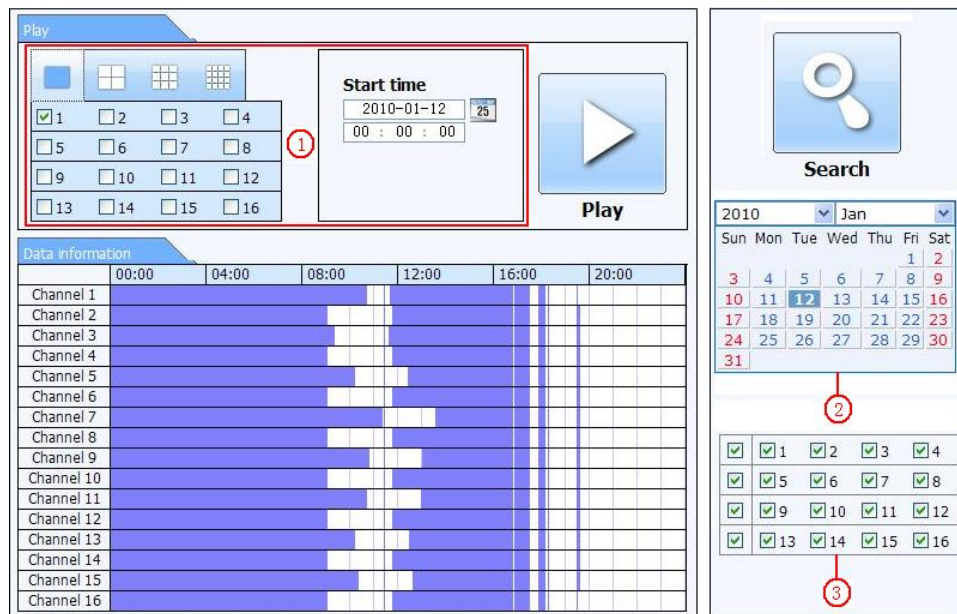 Play
1 2 3 4
5 6 7 8
9 10 11 12
13 14 15 16
1
Start time
2010-01-12 25
00 : 00 : 00
Play
Search
2010 Jan
Sun Mon Tue Wed Thu Fri Sat
1 2
3 4 5 6 7 8 9
10 11 12 13 14 15 16
17 18 19 20 21 22 23
24 25 26 27 28 29 30
31
2
Data information
00:00 04:00 08:00 12:00 16:00 20:00
Channel 1
Channel 2
Channel 3
Channel 4
Channel 5
Channel 6
Channel 7
Channel 8
Channel 9
Channel 10
Channel 11
Channel 12
Channel 13
Channel 14
Channel 15
Channel 16
1 2 3 4
5 6 7 8
9 10 11 12
13 14 15 16
3